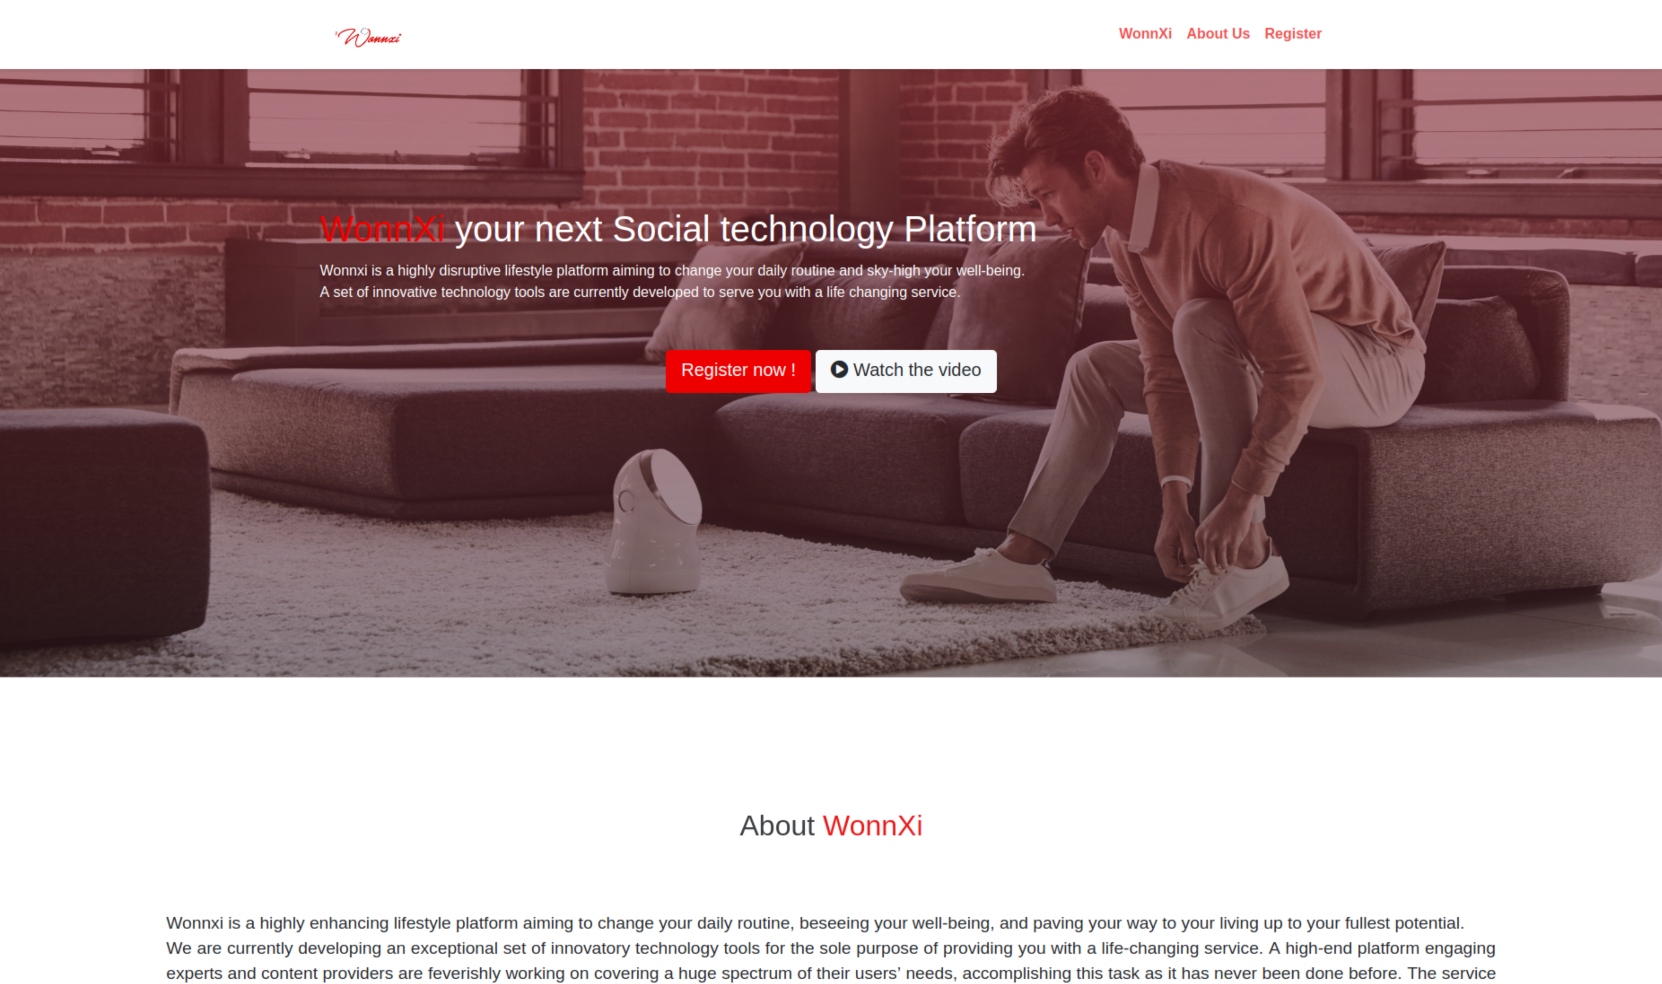 Wonnxi
WonnXi About Us Register
WonnXi your next Social technology Platform
Wonnxi is a highly disruptive lifestyle platform aiming to change your daily routine and sky-high your well-being.
A set of innovative technology tools are currently developed to serve you with a life changing service.
Register now ! Watch the video
About WonnXi
Wonnxi is a highly enhancing lifestyle platform aiming to change your daily routine, beseeing your well-being, and paving your way to your living up to your fullest potential.
We are currently developing an exceptional set of innovatory technology tools for the sole purpose of providing you with a life-changing service. A high-end platform engaging
experts and content providers are feverishly working on covering a huge spectrum of their users’ needs, accomplishing this task as it has never been done before. The service